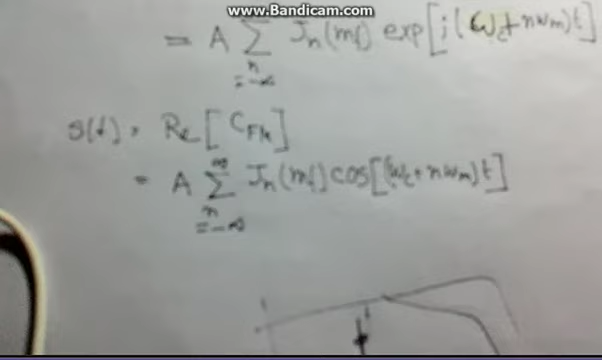 www.Bandicam.com
= A ∑ Jn(mf) exp[j(ωc+nωm)t]
n
=-∞
s(t) = Re[CFM]
= A ∑ Jn(mf) cos[(ωc+nωm)t]
∞
n
=-∞